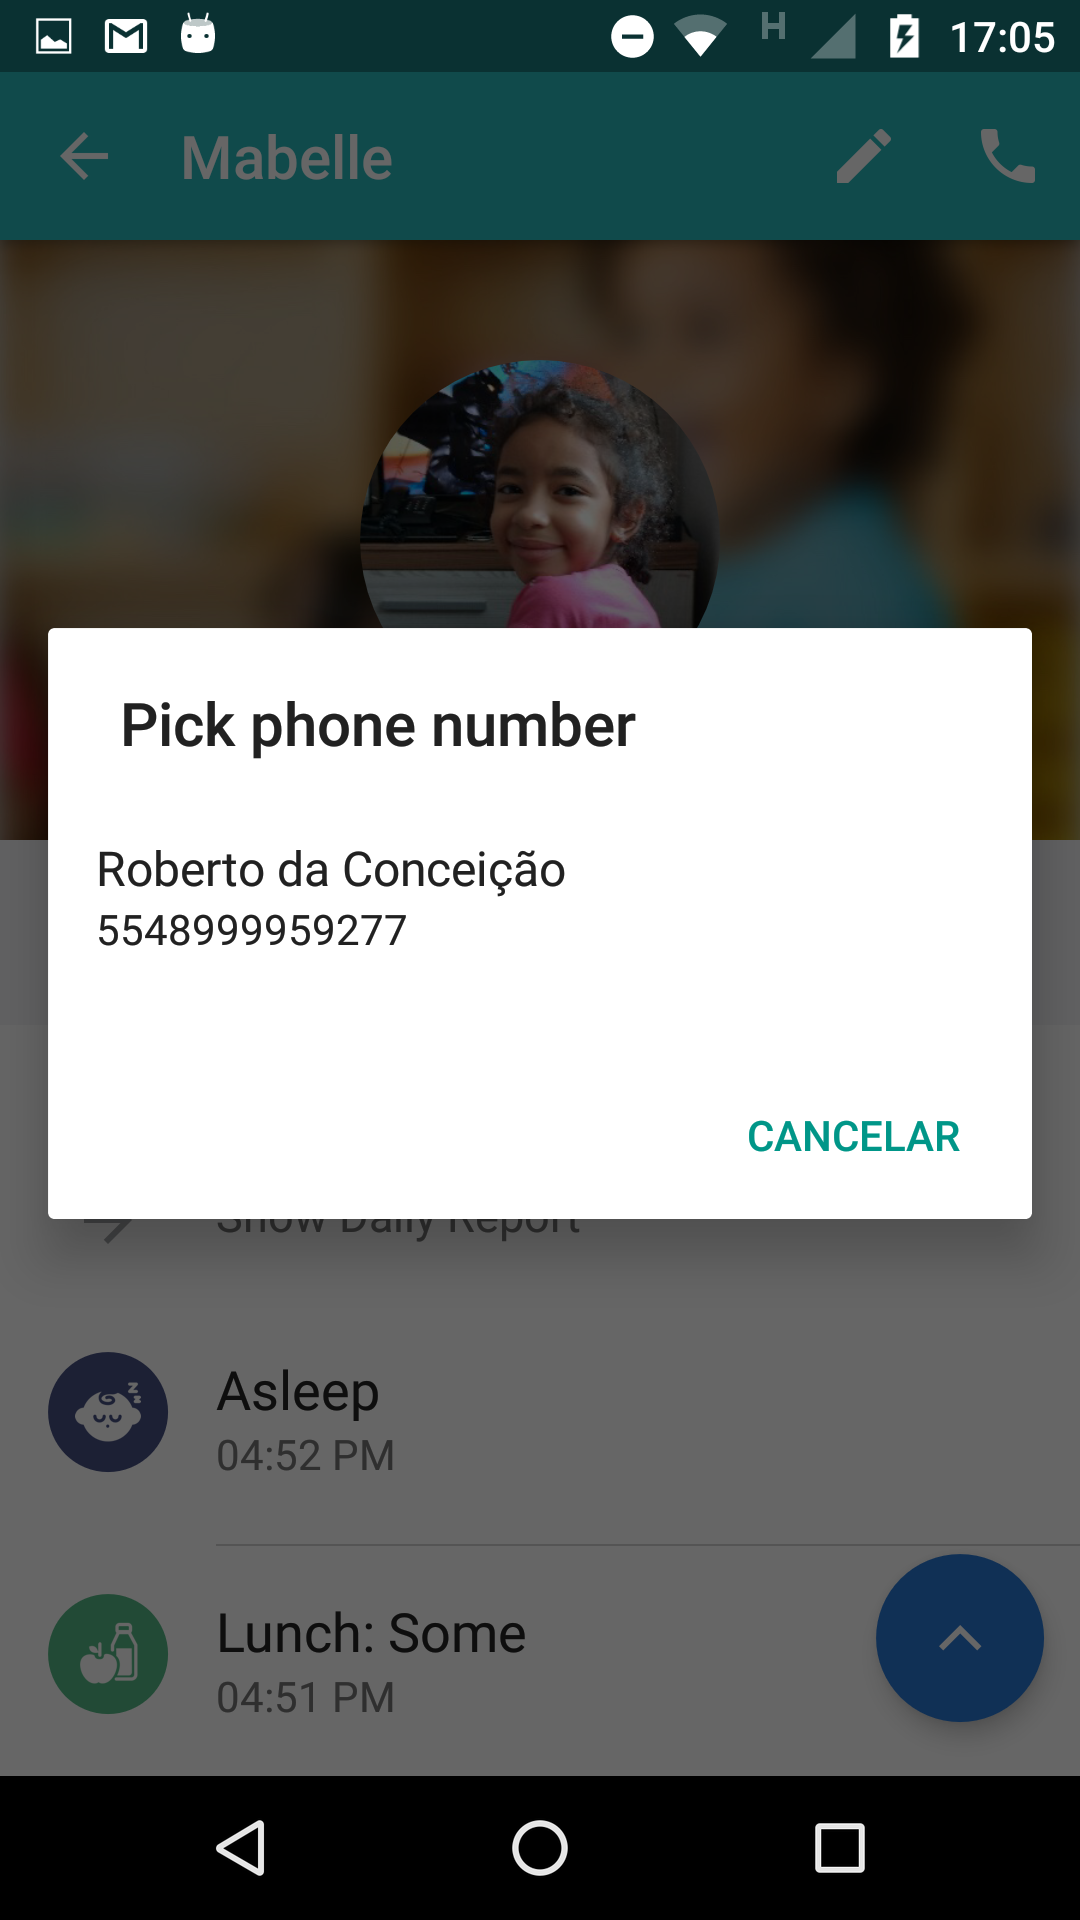 17:05
Mabelle
Pick phone number
Roberto da Conceição
5548999959277
CANCELAR
Show Daily Report
Asleep
04:52 PM
Lunch: Some
04:51 PM